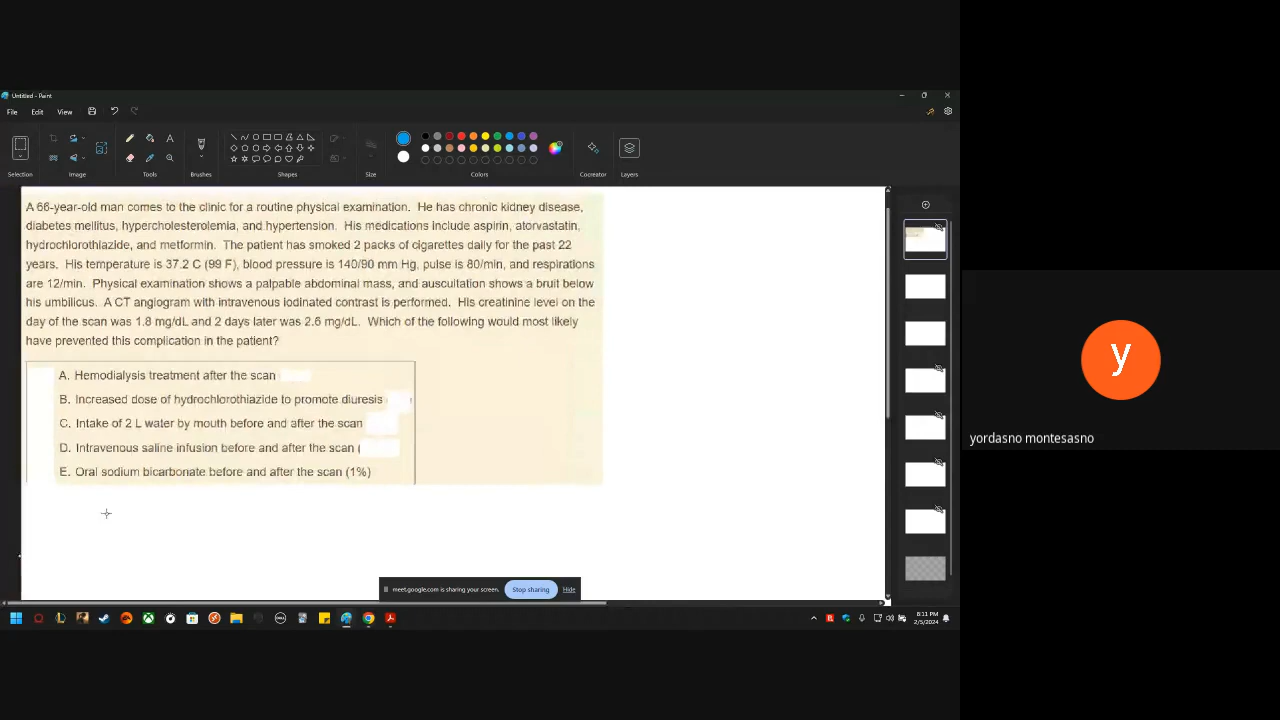 Untitled - Paint
File Edit View
Selection Image Tools Brushes Shapes Size Colors Cocreator Layers
A 66-year-old man comes to the clinic for a routine physical examination. He has chronic kidney disease,
diabetes mellitus, hypercholesterolemia, and hypertension. His medications include aspirin, atorvastatin,
hydrochlorothiazide, and metformin. The patient has smoked 2 packs of cigarettes daily for the past 22
years. His temperature is 37.2 C (99 F), blood pressure is 140/90 mm Hg, pulse is 80/min, and respirations
are 12/min. Physical examination shows a palpable abdominal mass, and auscultation shows a bruit below
his umbilicus. A CT angiogram with intravenous iodinated contrast is performed. His creatinine level on the
day of the scan was 1.8 mg/dL and 2 days later was 2.6 mg/dL. Which of the following would most likely
have prevented this complication in the patient?
A. Hemodialysis treatment after the scan
B. Increased dose of hydrochlorothiazide to promote diuresis
C. Intake of 2 L water by mouth before and after the scan
D. Intravenous saline infusion before and after the scan (
E. Oral sodium bicarbonate before and after the scan (1%)
y
yordasno montesasno
meet.google.com is sharing your screen. Stop sharing Hide
8:11 PM
2/5/2024